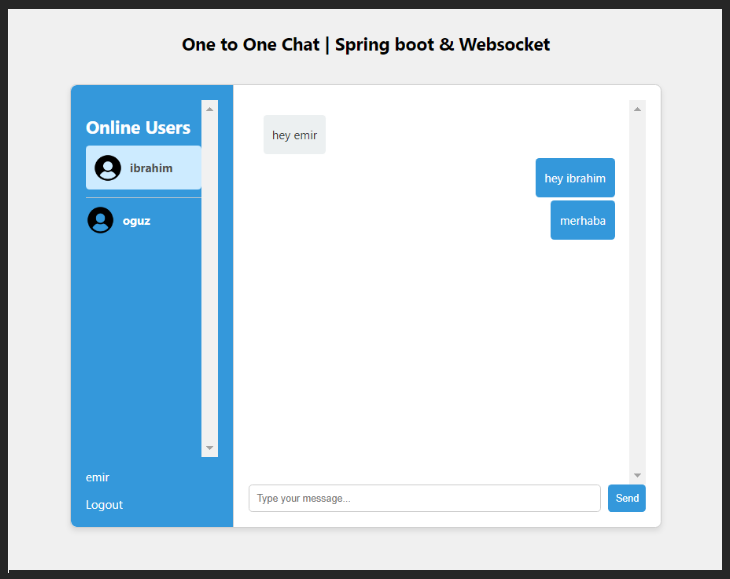 One to One Chat | Spring boot & Websocket
Online Users
ibrahim
oguz
emir
Logout
hey emir
hey ibrahim
merhaba
Type your message...
Send